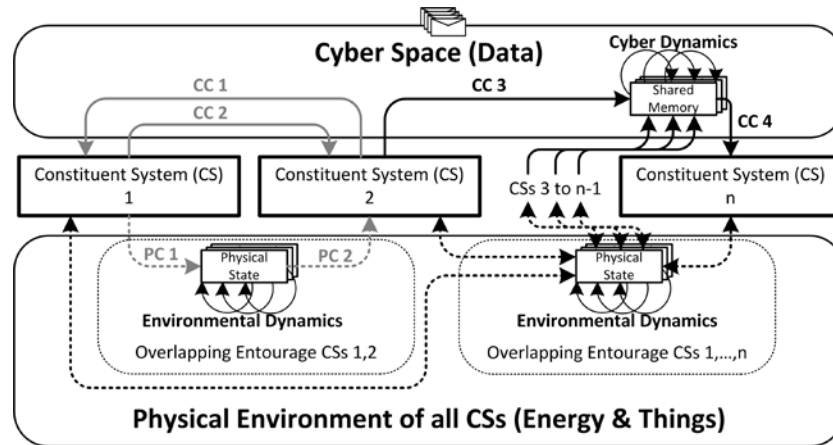 Cyber Space (Data)
Cyber Dynamics
CC 1
CC 2
CC 3
Shared
Memory
CC 4
Constituent System (CS)
1
Constituent System (CS)
2
CSs 3 to n-1
Constituent System (CS)
n
PC 1
Physical
State
PC 2
Physical
State
Environmental Dynamics
Environmental Dynamics
Overlapping Entourage CSs 1,2
Overlapping Entourage CSs 1,...,n
Physical Environment of all CSs (Energy & Things)